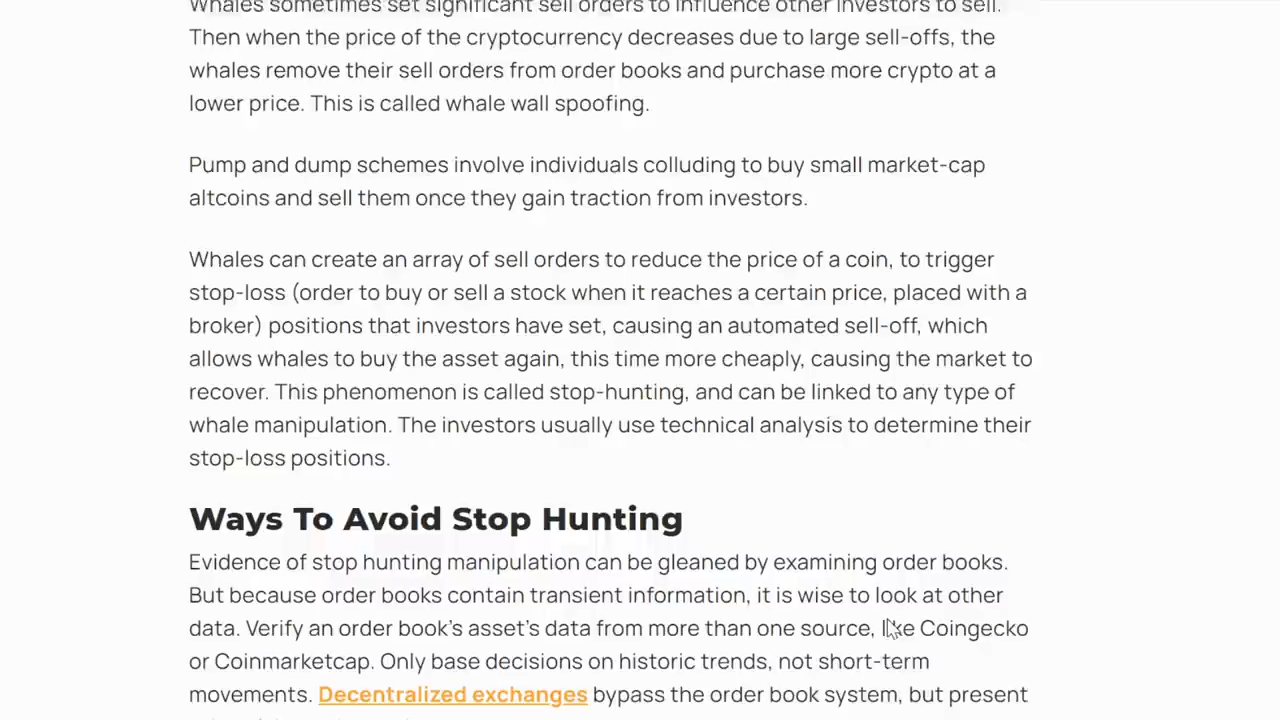 Whales sometimes set significant sell orders to influence other investors to sell.
Then when the price of the cryptocurrency decreases due to large sell-offs, the
whales remove their sell orders from order books and purchase more crypto at a
lower price. This is called whale wall spoofing.
Pump and dump schemes involve individuals colluding to buy small market-cap
altcoins and sell them once they gain traction from investors.
Whales can create an array of sell orders to reduce the price of a coin, to trigger
stop-loss (order to buy or sell a stock when it reaches a certain price, placed with a
broker) positions that investors have set, causing an automated sell-off, which
allows whales to buy the asset again, this time more cheaply, causing the market to
recover. This phenomenon is called stop-hunting, and can be linked to any type of
whale manipulation. The investors usually use technical analysis to determine their
stop-loss positions.
Ways To Avoid Stop Hunting
Evidence of stop hunting manipulation can be gleaned by examining order books.
But because order books contain transient information, it is wise to look at other
data. Verify an order book’s asset’s data from more than one source, like Coingecko
or Coinmarketcap. Only base decisions on historic trends, not short-term
movements. Decentralized exchanges bypass the order book system, but present